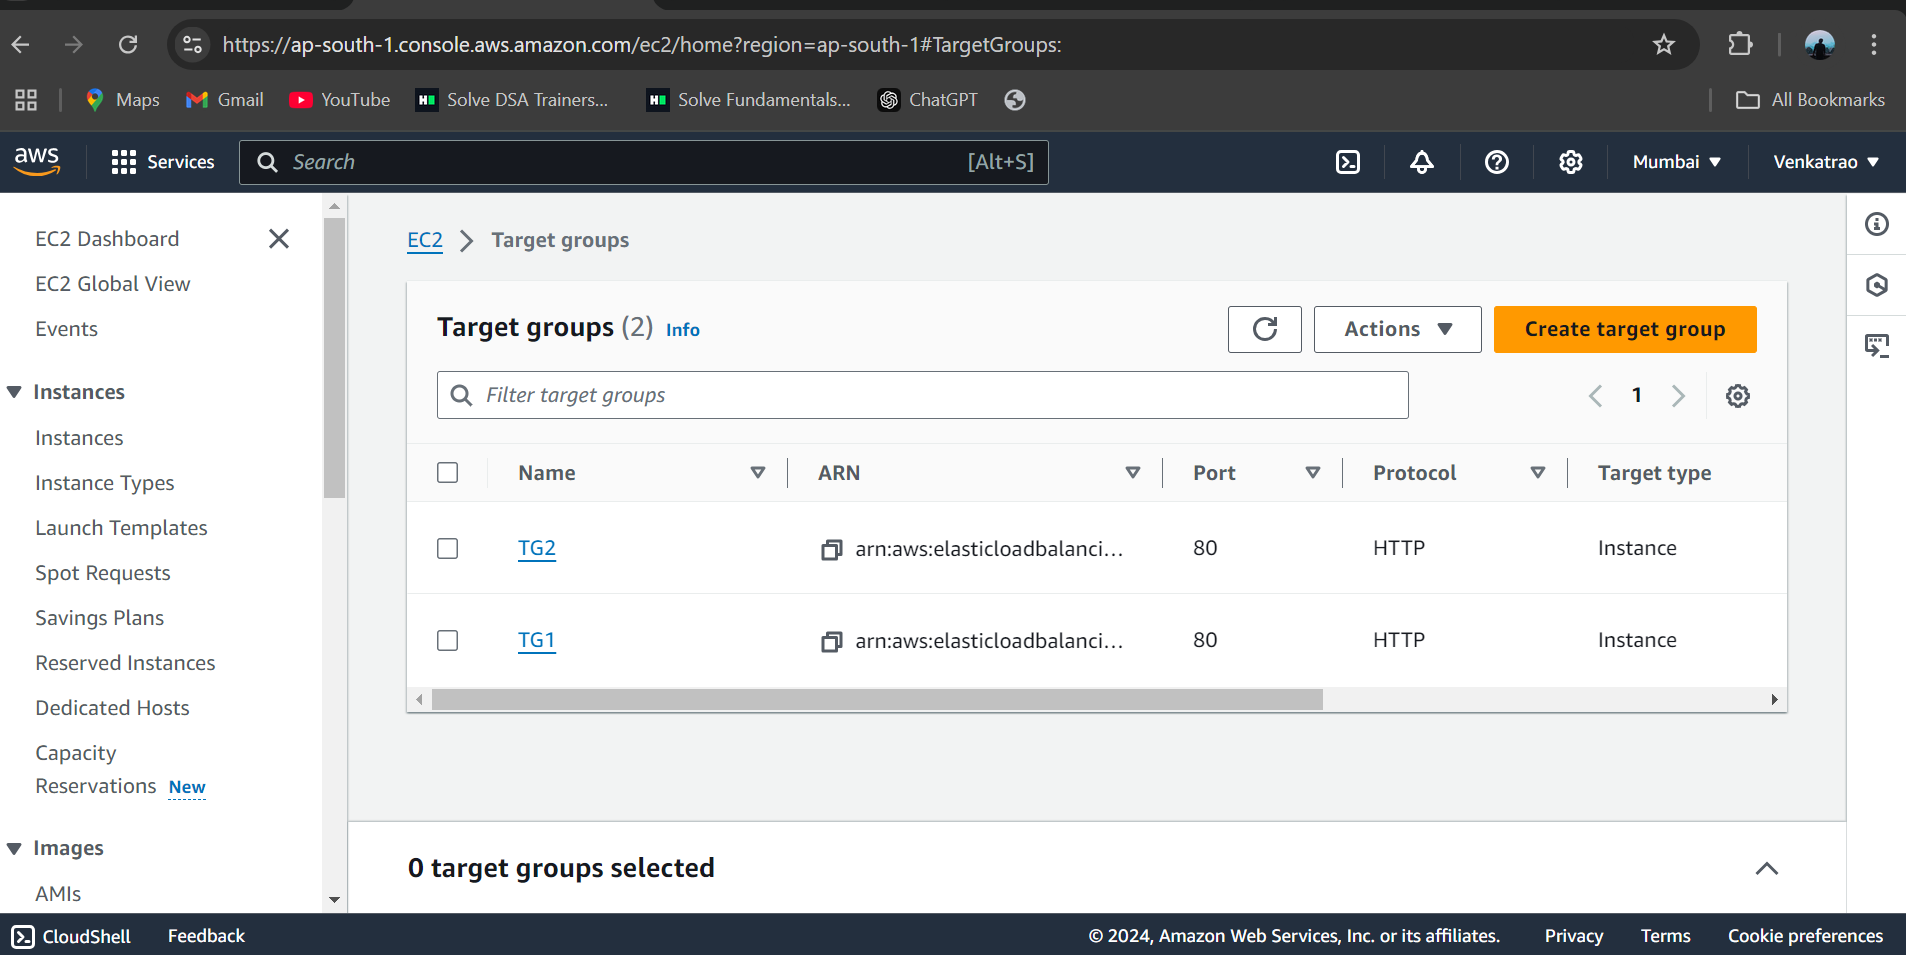 https://ap-south-1.console.aws.amazon.com/ec2/home?region=ap-south-1#TargetGroups:
Maps Gmail YouTube Solve DSA Trainers... Solve Fundamentals... ChatGPT All Bookmarks
aws Services Search [Alt+S] Mumbai Venkatrao
EC2 Dashboard
EC2 Global View
Events
Instances
Instances
Instance Types
Launch Templates
Spot Requests
Savings Plans
Reserved Instances
Dedicated Hosts
Capacity
Reservations New
Images
AMIs
EC2 > Target groups
Target groups (2) Info Actions Create target group
Filter target groups 1
Name ARN Port Protocol Target type
TG2 arn:aws:elasticloadbalanci... 80 HTTP Instance
TG1 arn:aws:elasticloadbalanci... 80 HTTP Instance
0 target groups selected
CloudShell Feedback © 2024, Amazon Web Services, Inc. or its affiliates. Privacy Terms Cookie preferences